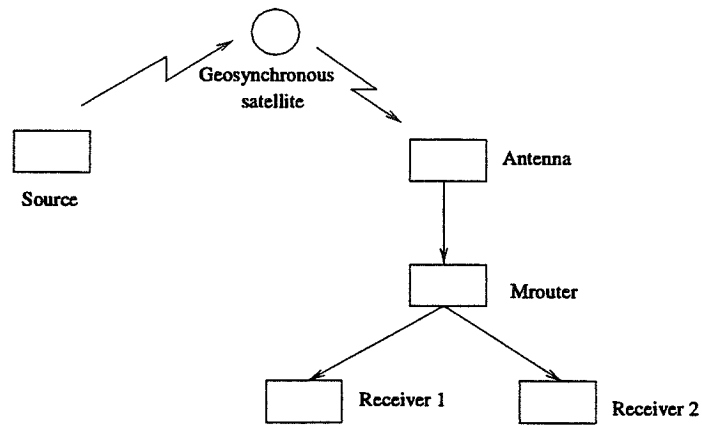 Geosynchronous
satellite
Source
Antenna
Mrouter
Receiver 1
Receiver 2